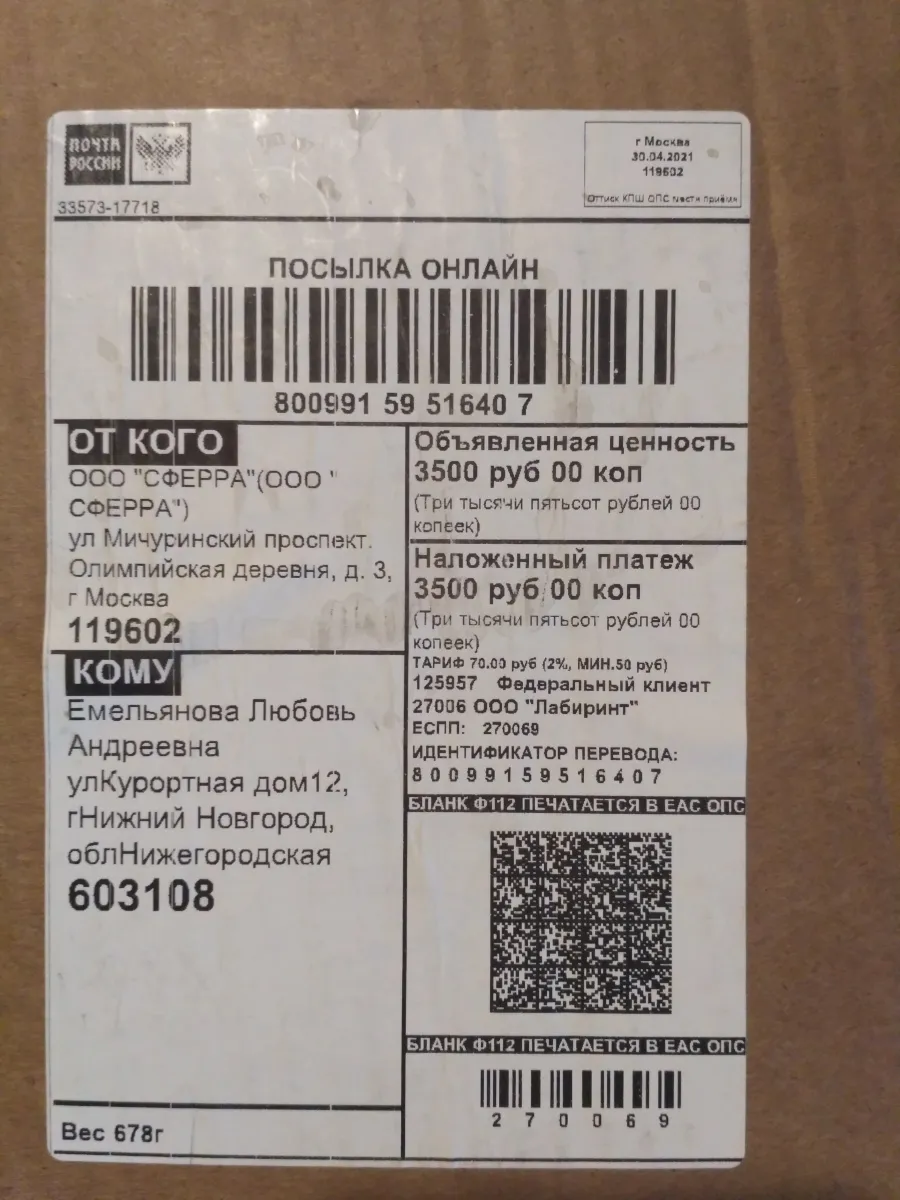 ПОЧТА
РОССИИ
33573-17718
г Москва
30.04.2021
119602
Оттиск КПШ ОПС места приёма
ПОСЫЛКА ОНЛАЙН
800991 59 51640 7
ОТ КОГО
ООО "СФЕРРА"(ООО "
СФЕРРА")
ул Мичуринский проспект.
Олимпийская деревня, д. 3,
г Москва
119602
КОМУ
Емельянова Любовь
Андреевна
улКурортная дом12,
гНижний Новгород,
облНижегородская
603108
Вес 678г
Объявленная ценность
3500 руб 00 коп
(Три тысячи пятьсот рублей 00
копеек)
Наложенный платеж
3500 руб 00 коп
(Три тысячи пятьсот рублей 00
копеек)
ТАРИФ 70.00 руб (2%, МИН.50 руб)
125957 Федеральный клиент
27006 ООО "Лабиринт"
ЕСПП: 270069
ИДЕНТИФИКАТОР ПЕРЕВОДА:
80099159516407
БЛАНК Ф112 ПЕЧАТАЕТСЯ В ЕАС ОПС
БЛАНК Ф112 ПЕЧАТАЕТСЯ В ЕАС ОПС
270069